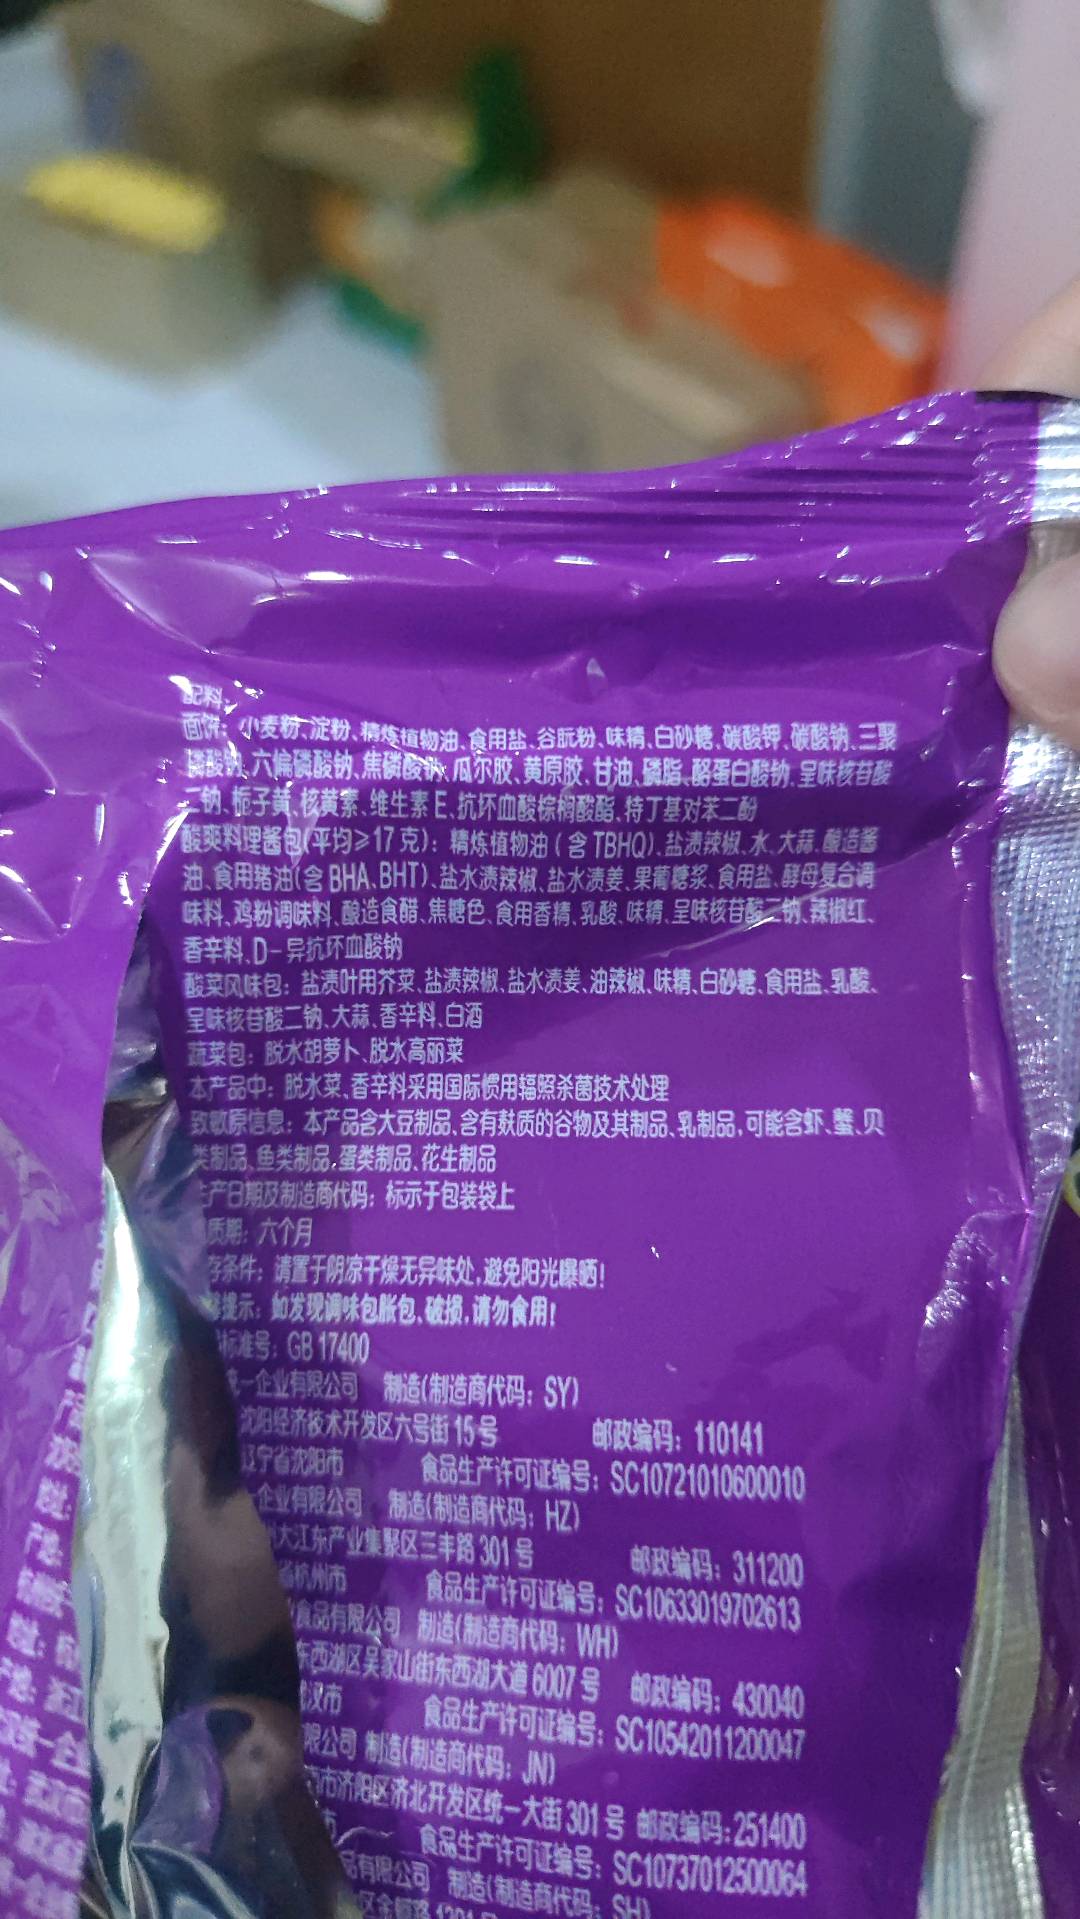 配料:
面饼: 小麦粉、淀粉、精炼植物油、食用盐、谷朊粉、味精、白砂糖、碳酸钾、碳酸钠、三聚
磷酸钠、六偏磷酸钠、焦磷酸钠、瓜尔胶、黄原胶、甘油、磷脂、酪蛋白酸钠、呈味核苷酸
二钠、栀子黄、核黄素、维生素E、抗坏血酸棕榈酸酯、特丁基对苯二酚
酸爽料理酱包(平均≥17克): 精炼植物油(含TBHQ)、盐渍辣椒、水、大蒜、酿造酱
油、食用猪油(含BHA、BHT)、盐水渍辣椒、盐水渍姜、果葡糖浆、食用盐、酵母复合调
味料、鸡粉调味料、酿造食醋、焦糖色、食用香精、乳酸、味精、呈味核苷酸二钠、辣椒红、
香辛料、D-异抗坏血酸钠
酸菜风味包: 盐渍叶用芥菜、盐渍辣椒、盐水渍姜、油辣椒、味精、白砂糖、食用盐、乳酸、
呈味核苷酸二钠、大蒜、香辛料、白酒
蔬菜包: 脱水胡萝卜、脱水高丽菜
本产品中: 脱水菜、香辛料采用国际惯用辐照杀菌技术处理
致敏原信息: 本产品含大豆制品、含有麸质的谷物及其制品、乳制品,可能含虾、蟹、贝
类制品、鱼类制品、蛋类制品、花生制品
生产日期及制造商代码: 标示于包装袋上
质期: 六个月
存条件: 请置于阴凉干燥无异味处,避免阳光曝晒!
提示: 如发现调味包胀包、破损,请勿食用!
标准号: GB 17400
统一企业有限公司 制造(制造商代码: SY)
沈阳经济技术开发区六号街15号 邮政编码: 110141
辽宁省沈阳市 食品生产许可证编号: SC10721010600010
一企业有限公司 制造(制造商代码: HZ)
大江东产业集聚区三丰路301号 邮政编码: 311200
省杭州市 食品生产许可证编号: SC10633019702613
食品有限公司 制造(制造商代码: WH)
东西湖区吴家山街东西湖大道6007号 邮政编码: 430040
汉市 食品生产许可证编号: SC10542011200047
限公司 制造(制造商代码: JN)
市济阳区济北开发区统一大街301号 邮政编码: 251400
市 食品生产许可证编号: SC10737012500064
品有限公司 制造(制造商代码: SH)